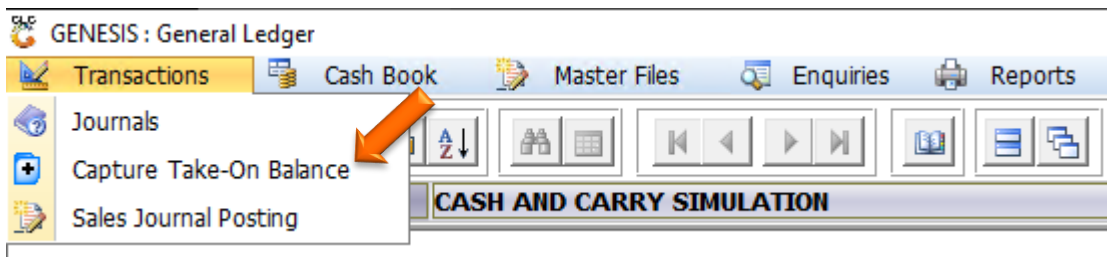 GENESIS : General Ledger
Transactions Cash Book Master Files Enquiries Reports
Journals
Capture Take-On Balance
Sales Journal Posting
A Z
CASH AND CARRY SIMULATION